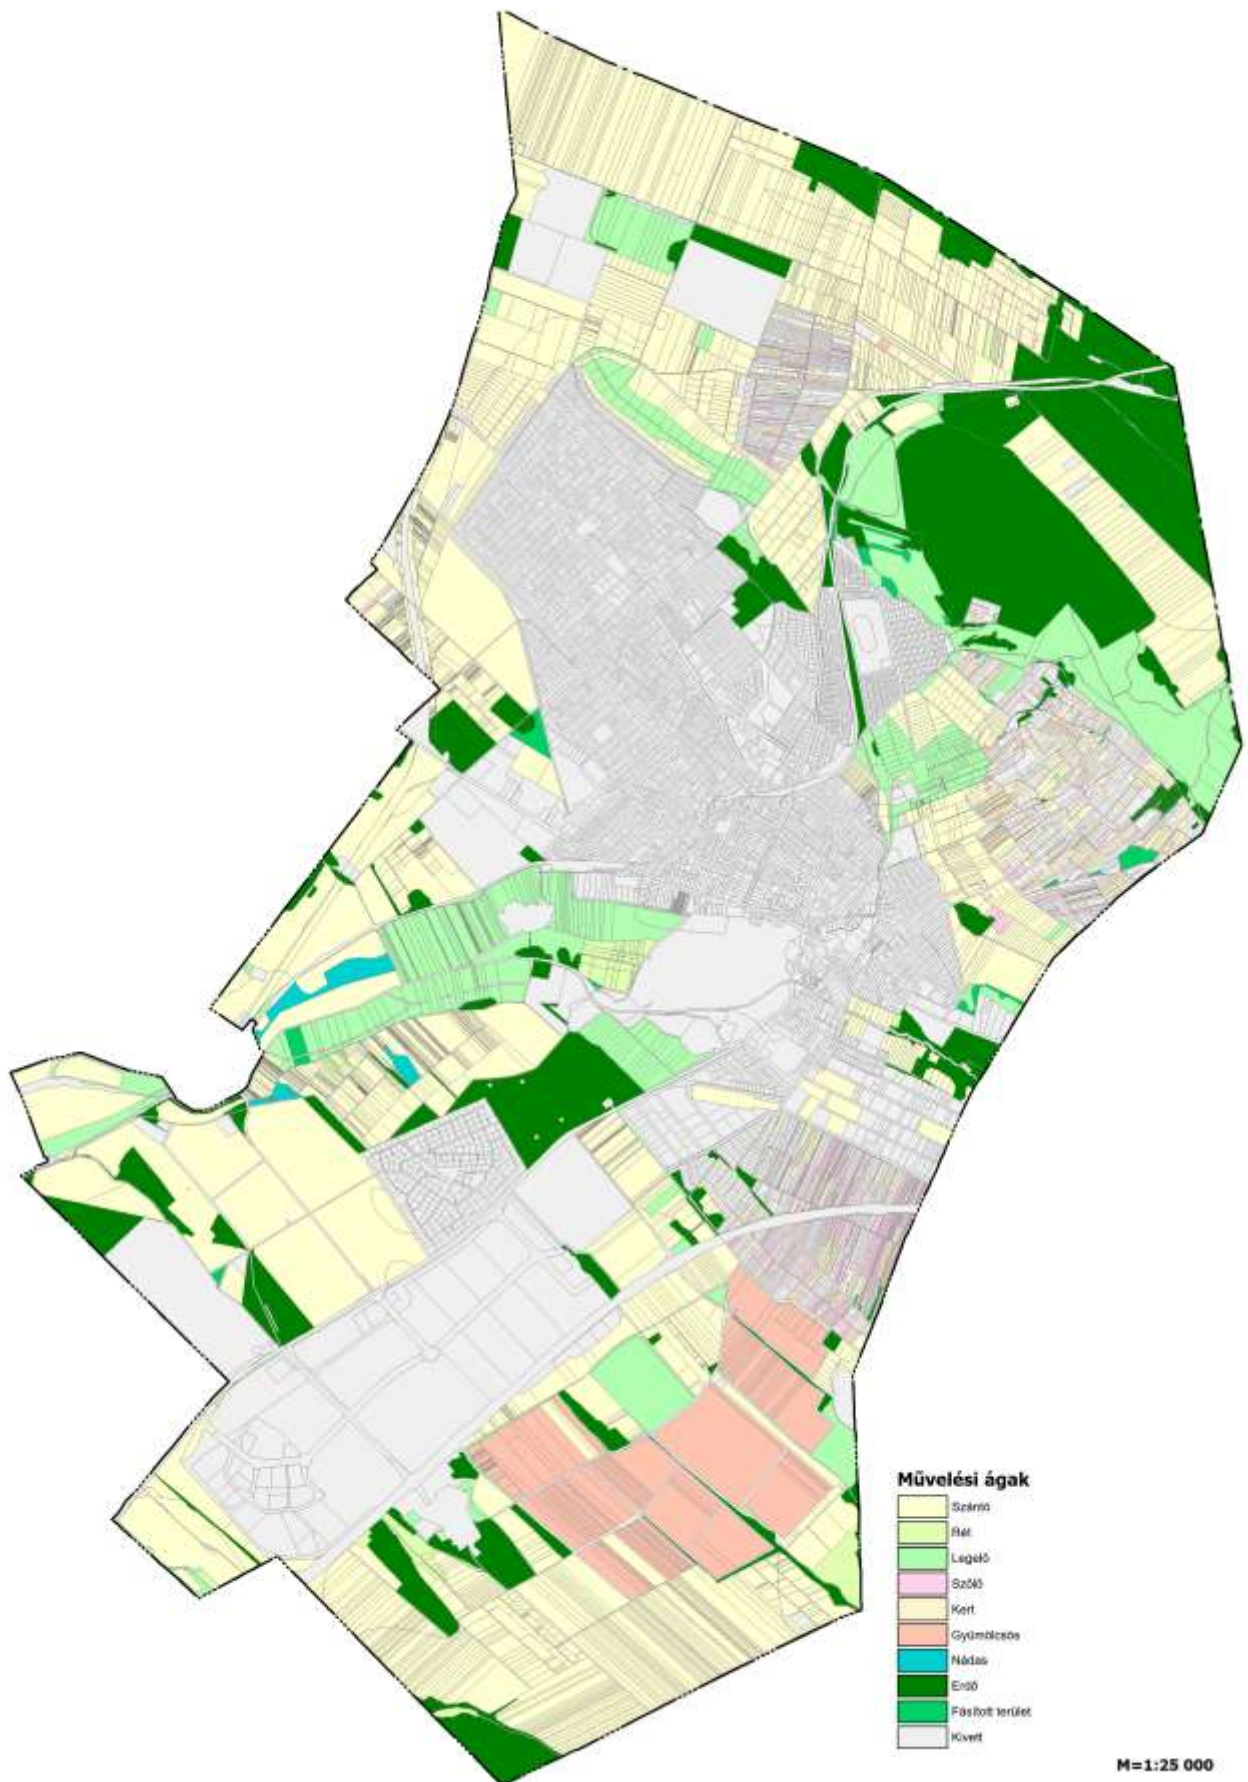 Művelési ágak
Szántó
Rét
Legelő
Szőlő
Kert
Gyümölcsös
Nádas
Erdő
Fásított terület
Kivett
M=1:25 000